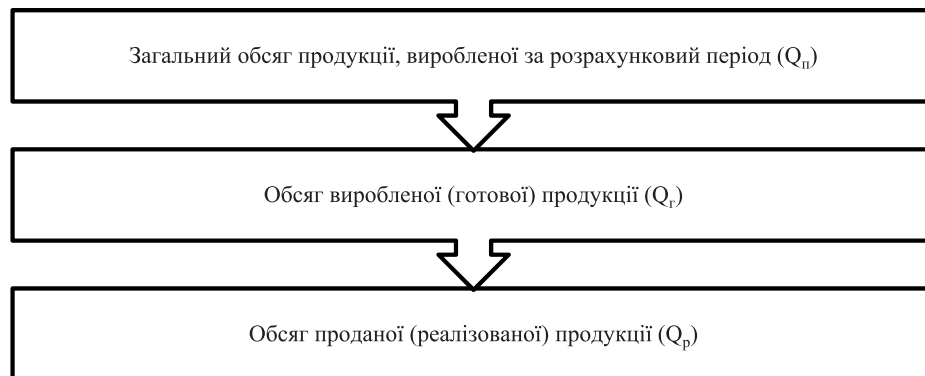 Загальний обсяг продукції, виробленої за розрахунковий період (Qп)
Обсяг виробленої (готової) продукції (Qг)
Обсяг проданої (реалізованої) продукції (Qр)